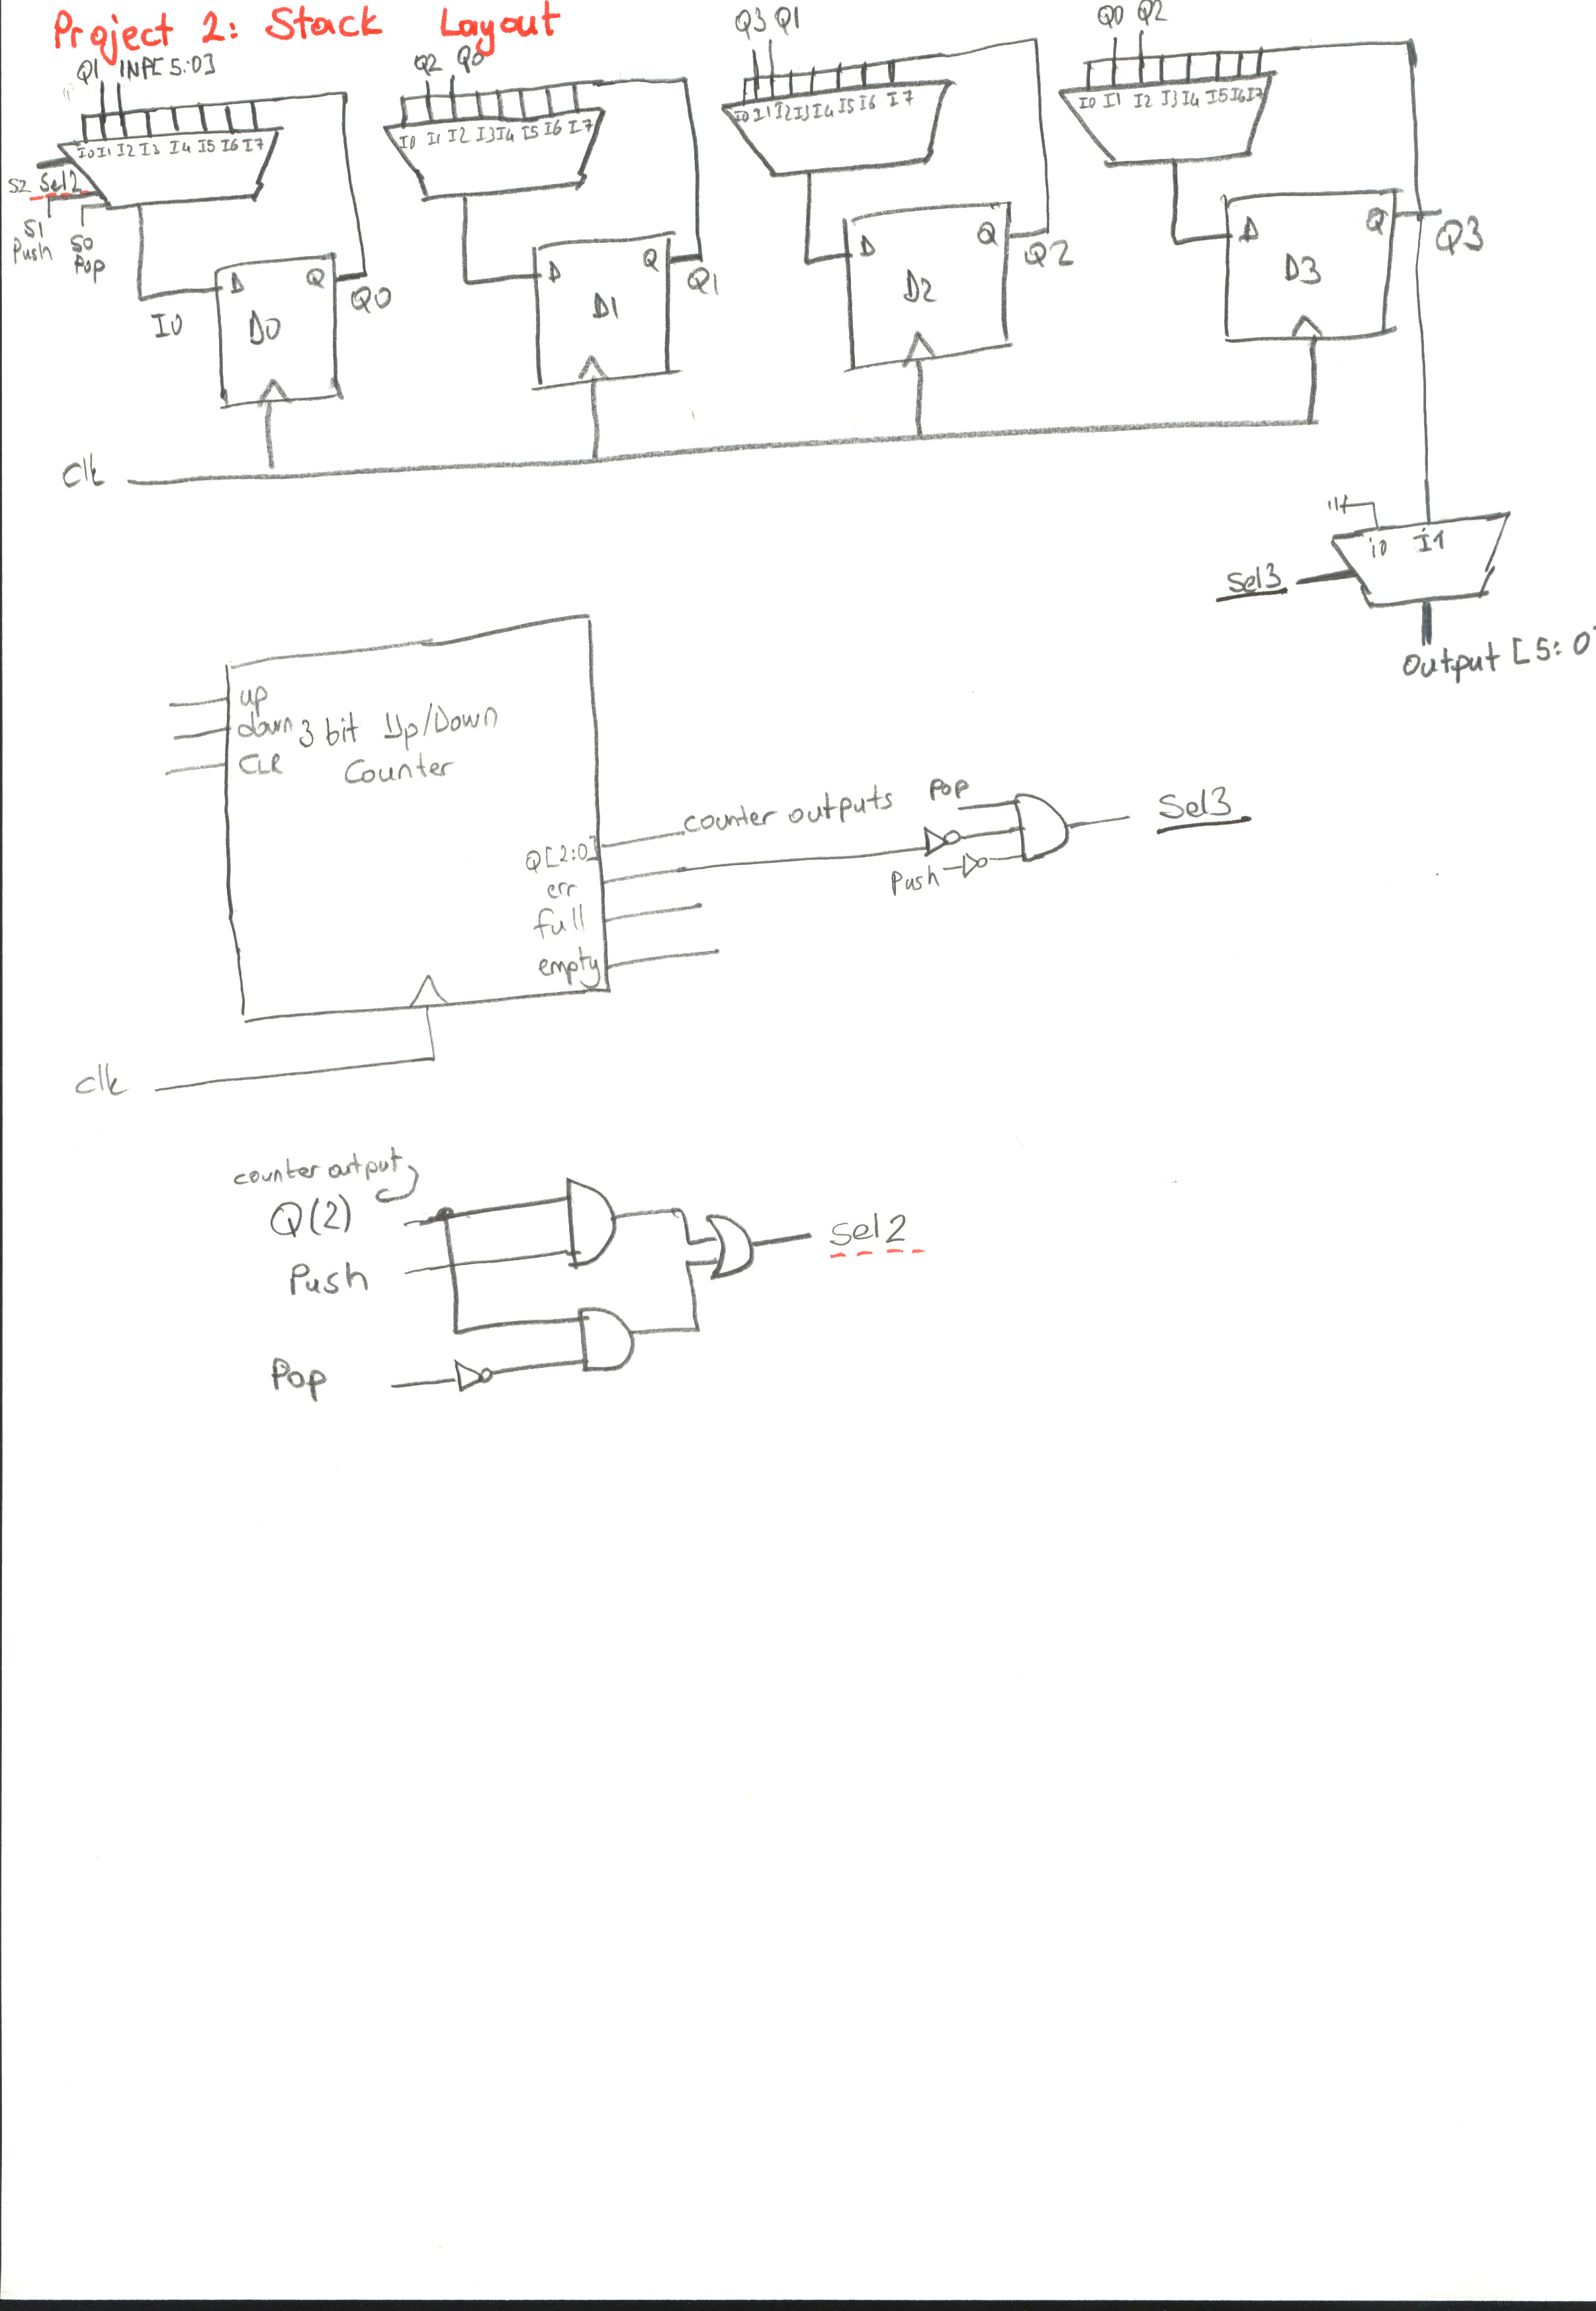 Project 2: Stack Layout
Q1 INP[5:0]
Q2 Q0
Q3 Q1
Q0 Q2
I0 I1 I2 I3 I4 I5 I6 I7
I0 I1 I2 I3 I4 I5 I6 I7
I0 I1 I2 I3 I4 I5 I6 I7
I0 I1 I2 I3 I4 I5 I6 I7
S2 Sel2
S1 Push
S0 Pop
I0
D Q
D0
Q0
D Q
D1
Q1
D Q
D2
Q2
D Q
D3
Q3
Clk
i0 I1
Sel3
Output [5:0
up
down 3 bit Up/Down
CLR Counter
Q[2:0]
err
full
empty
counter outputs
Pop
Push
Sel3
clk
counter output
Q(2)
Push
Pop
Sel2